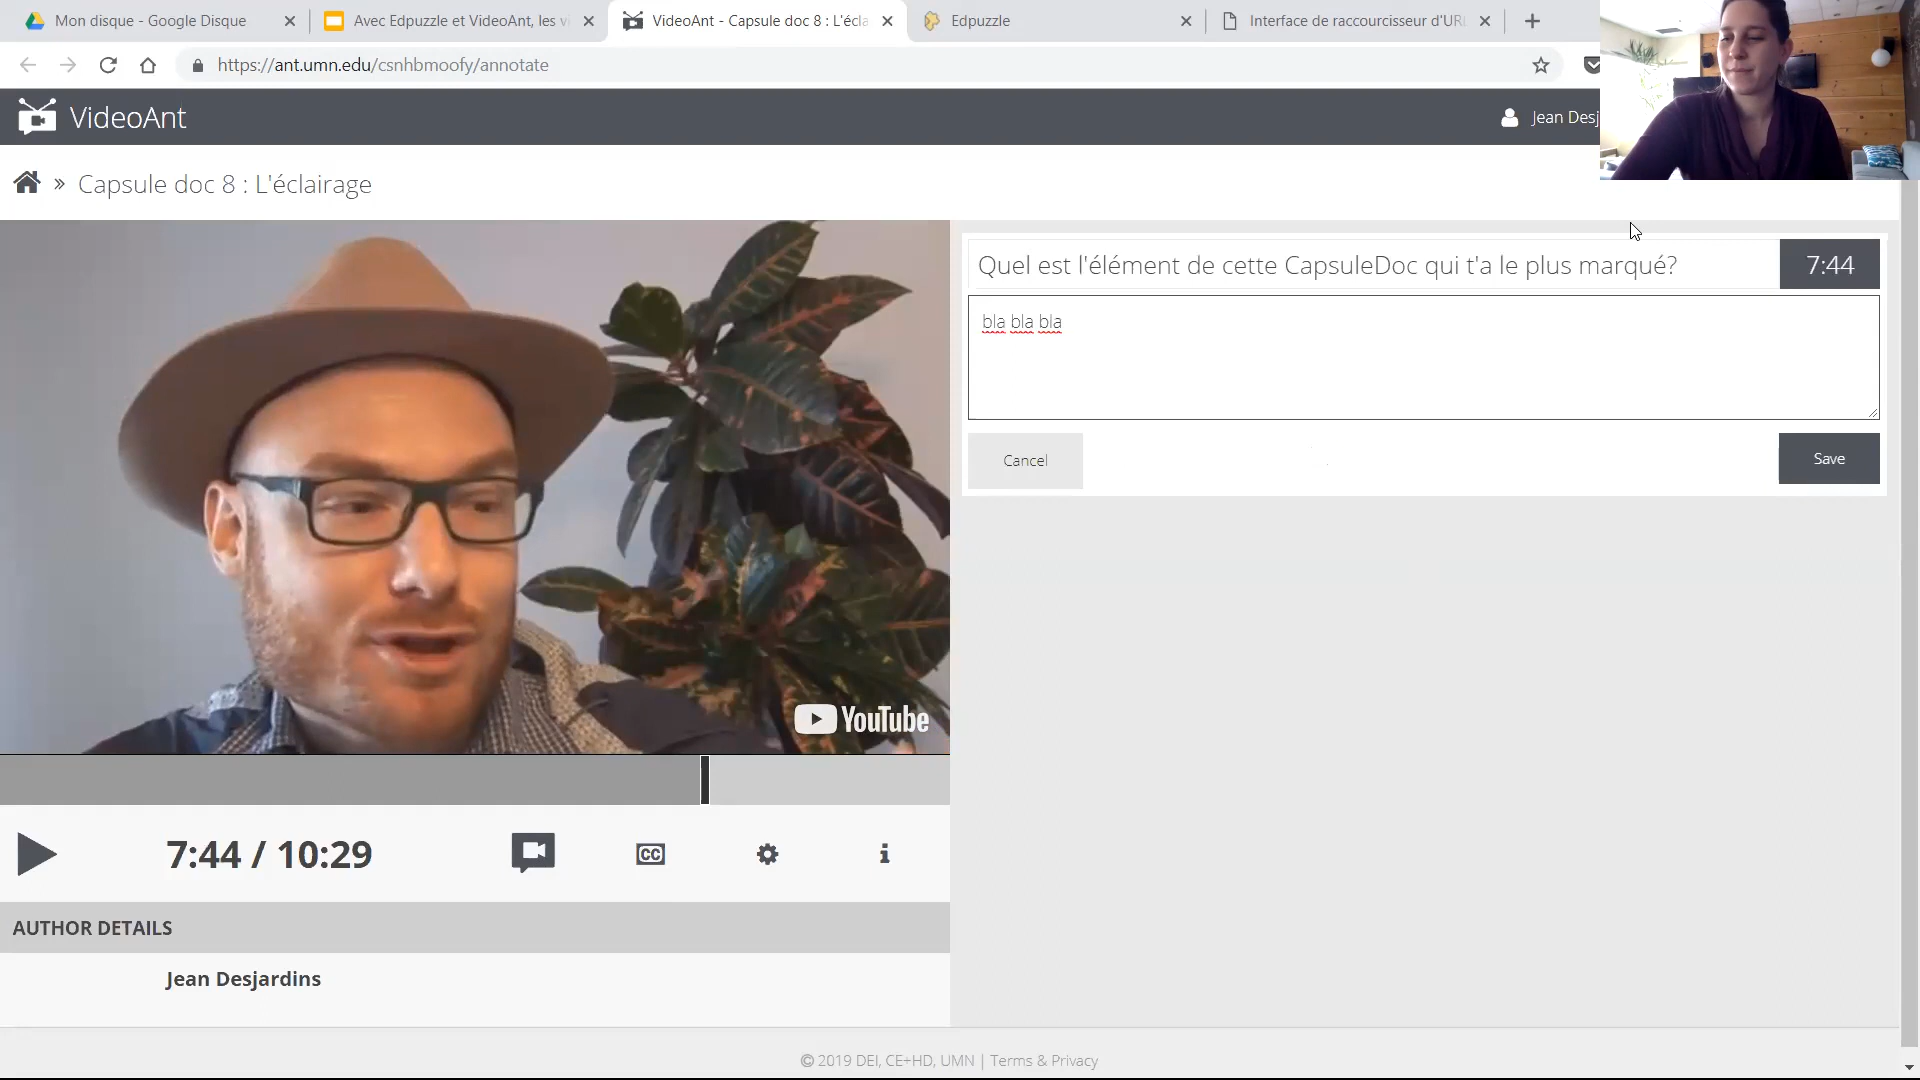 Mon disque - Google Disque
Avec Edpuzzle et VideoAnt, les vi
VideoAnt - Capsule doc 8 : L'écla
Edpuzzle
Interface de raccourcisseur d'URL
https://ant.umn.edu/csnhbmoofy/annotate
VideoAnt
Jean Desj
» Capsule doc 8 : L'éclairage
Quel est l'élément de cette CapsuleDoc qui t'a le plus marqué?
7:44
bla bla bla
Cancel
Save
YouTube
7:44 / 10:29
CC
AUTHOR DETAILS
Jean Desjardins
© 2019 DEI, CE+HD, UMN | Terms & Privacy